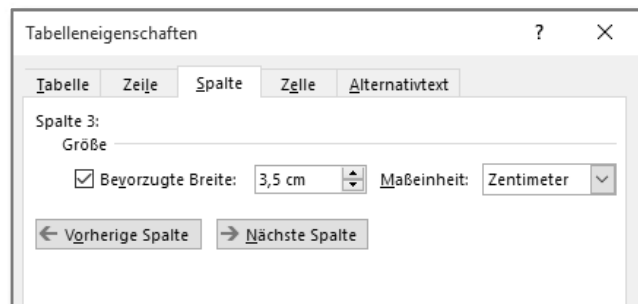 Tabelleneigenschaften ? ×
Tabelle Zeile Spalte Zelle Alternativtext
Spalte 3:
Größe
Bevorzugte Breite: 3,5 cm Maßeinheit: Zentimeter
← Vorherige Spalte → Nächste Spalte